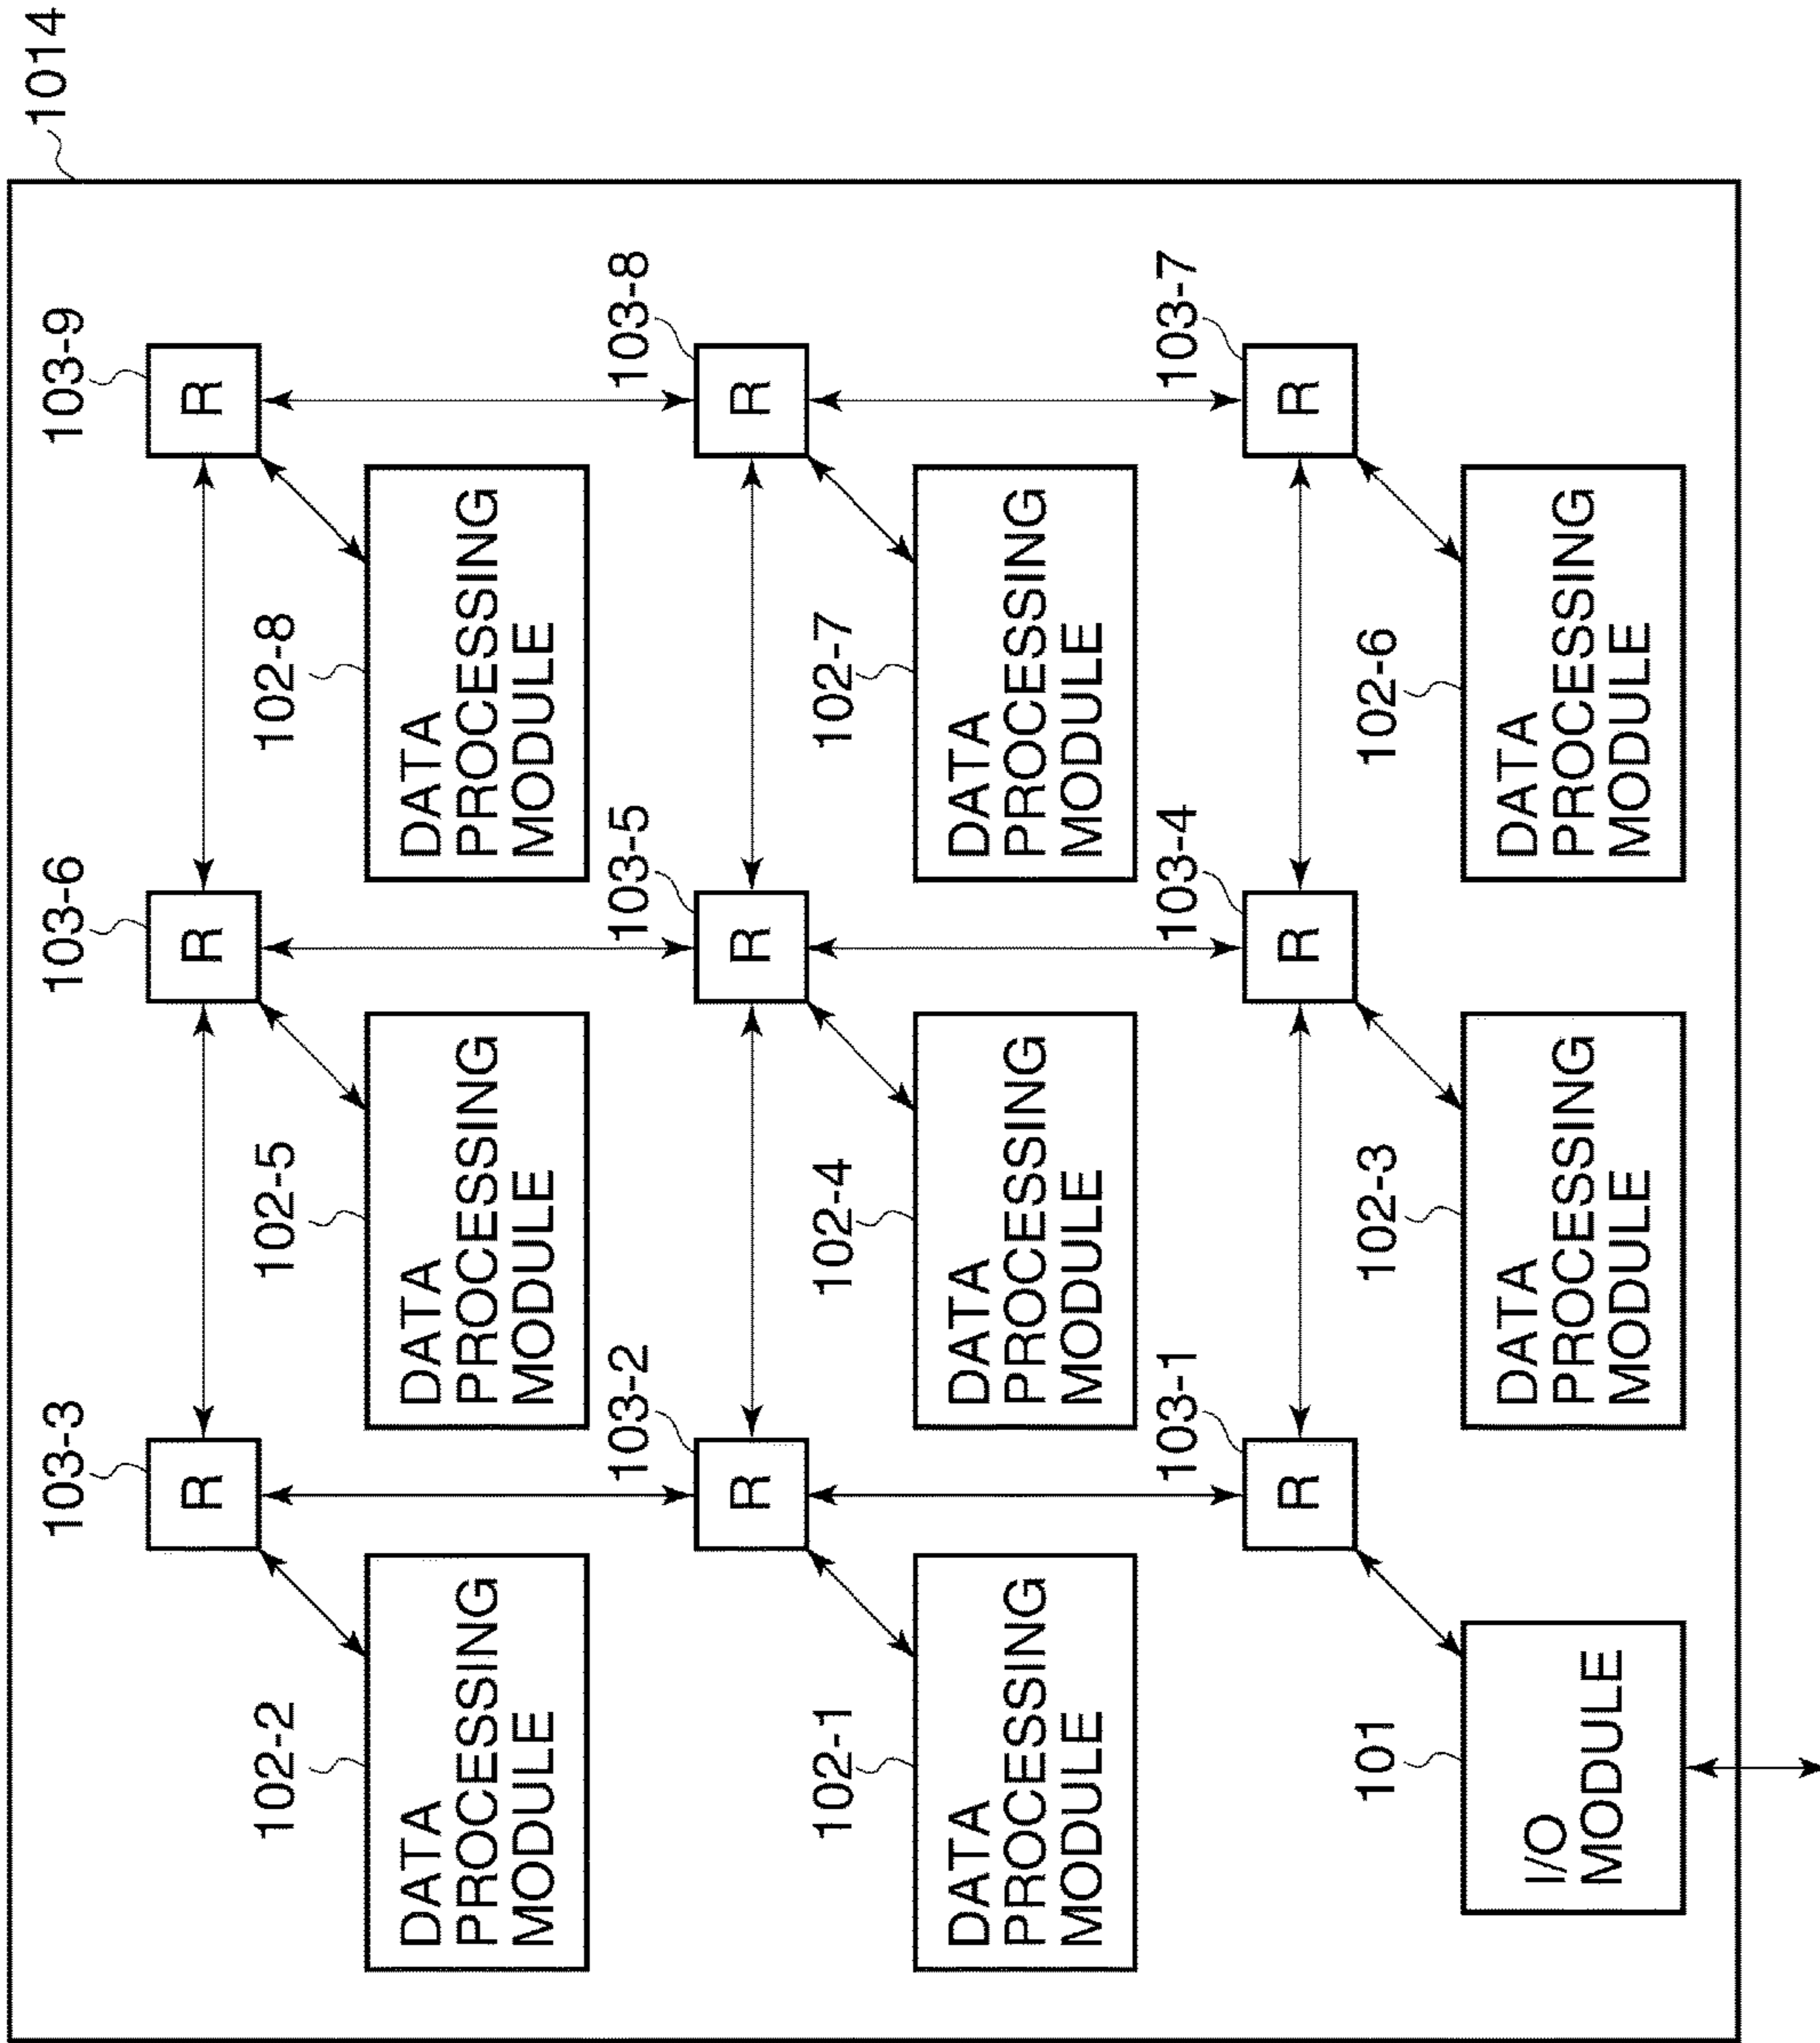 1014
103-3
103-6
103-9
R
R
R
102-2
102-5
102-8
DATA
PROCESSING
MODULE
DATA
PROCESSING
MODULE
DATA
PROCESSING
MODULE
103-2
103-5
103-8
R
R
R
102-1
102-4
102-7
DATA
PROCESSING
MODULE
DATA
PROCESSING
MODULE
DATA
PROCESSING
MODULE
103-1
103-4
103-7
R
R
R
101
102-3
102-6
I/O
MODULE
DATA
PROCESSING
MODULE
DATA
PROCESSING
MODULE